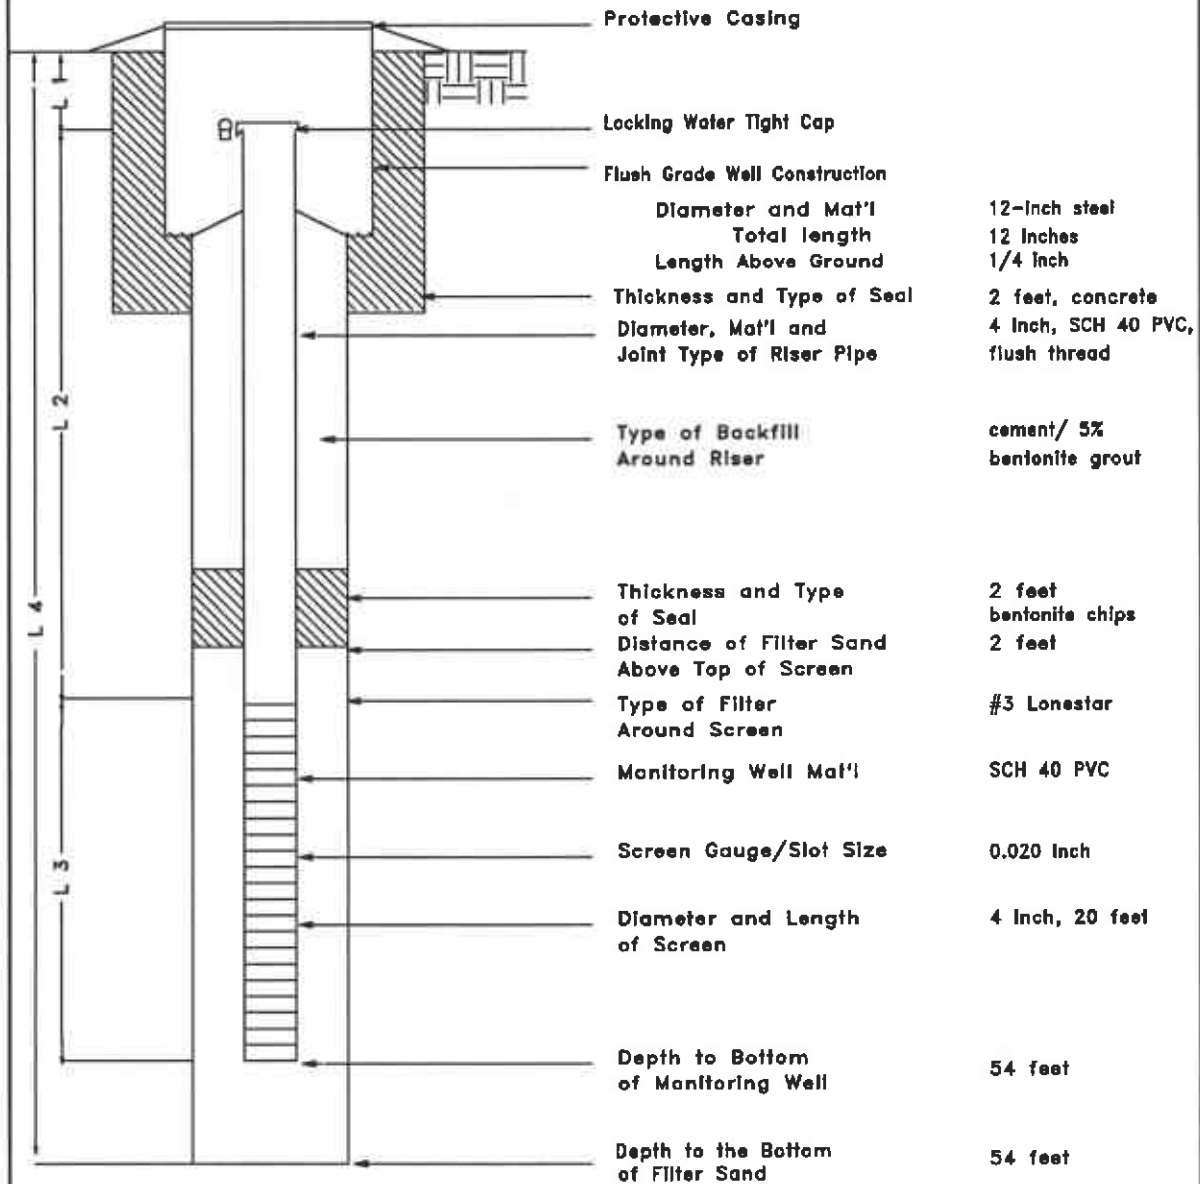 Protective Casing
L 1
Locking Water Tight Cap
Flush Grade Well Construction
Diameter and Mat'l 12-inch steel
Total length 12 inches
Length Above Ground 1/4 inch
Thickness and Type of Seal 2 feet, concrete
Diameter, Mat'l and 4 inch, SCH 40 PVC,
Joint Type of Riser Pipe flush thread
L 2
Type of Backfill cement/ 5%
Around Riser bentonite grout
L 4
Thickness and Type 2 feet
of Seal bentonite chips
Distance of Filter Sand 2 feet
Above Top of Screen
Type of Filter #3 Lonestar
Around Screen
Monitoring Well Mat'l SCH 40 PVC
L 3
Screen Gauge/Slot Size 0.020 inch
Diameter and Length 4 inch, 20 feet
of Screen
Depth to Bottom 54 feet
of Monitoring Well
Depth to the Bottom 54 feet
of Filter Sand